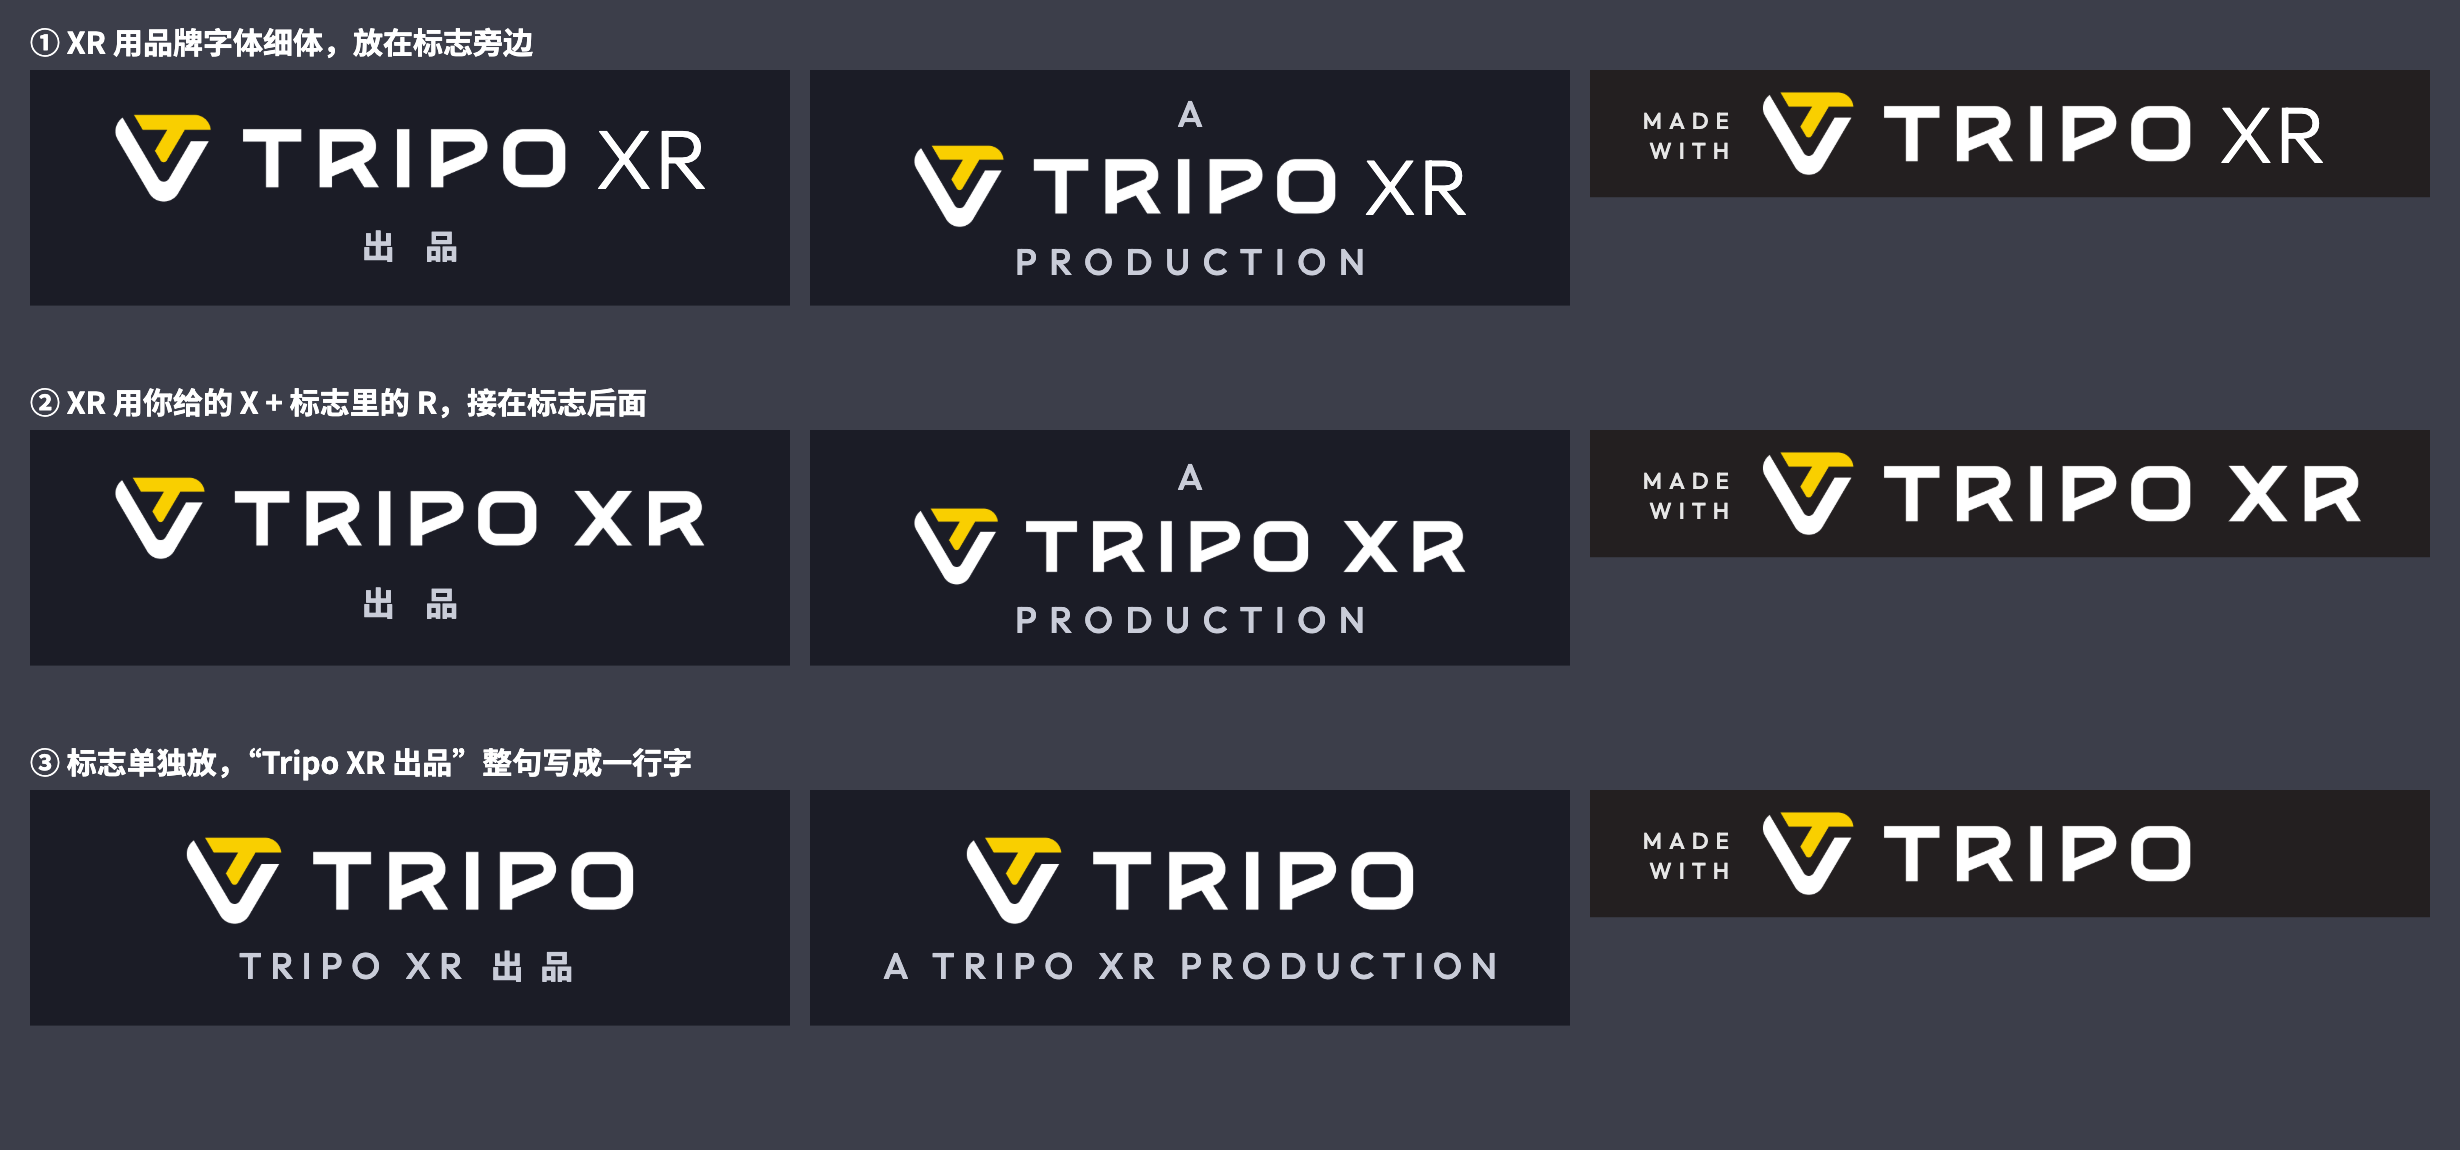 ① XR 用品牌字体细体，放在标志旁边
TRIPO XR
出 品
A
TRIPO XR
PRODUCTION
MADE
WITH
TRIPO XR
② XR 用你给的 X + 标志里的 R，接在标志后面
TRIPO XR
出 品
A
TRIPO XR
PRODUCTION
MADE
WITH
TRIPO XR
③ 标志单独放，“Tripo XR 出品”整句写成一行字
TRIPO
TRIPO XR 出 品
TRIPO
A TRIPO XR PRODUCTION
MADE
WITH
TRIPO